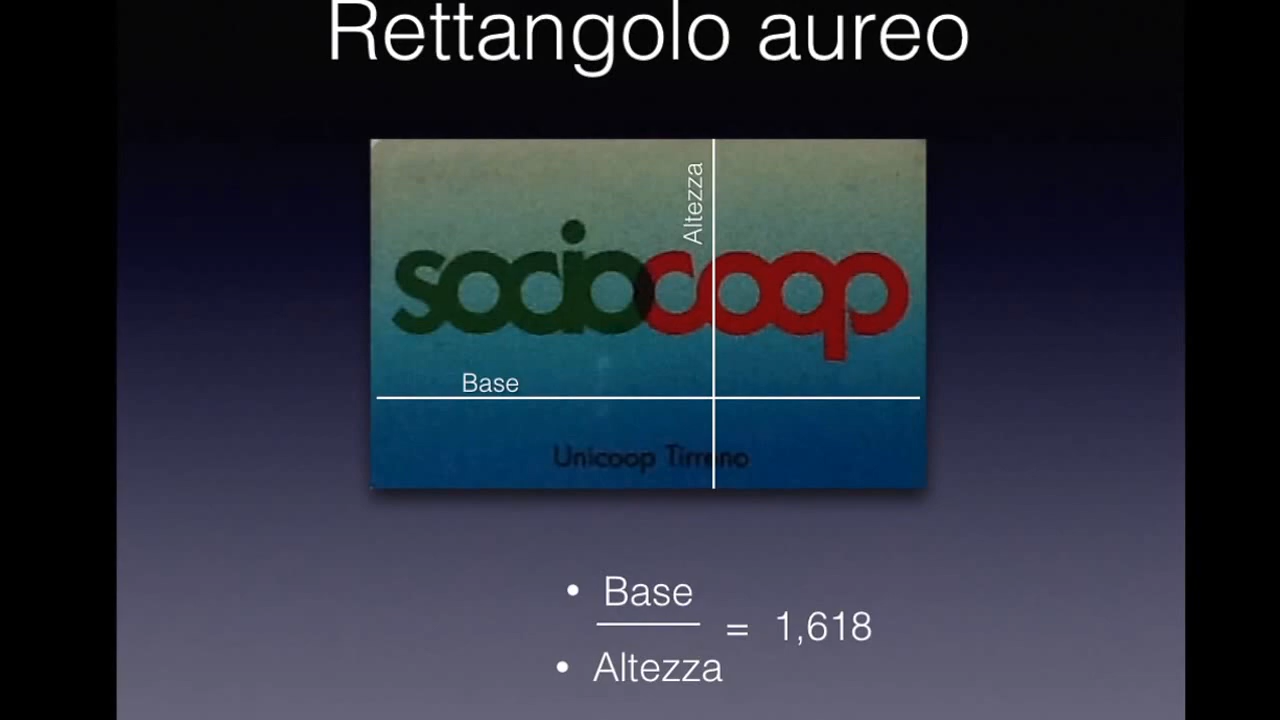 Rettangolo aureo
Altezza
sociocoop
Base
Unicoop Tirreno
• Base
= 1,618
• Altezza